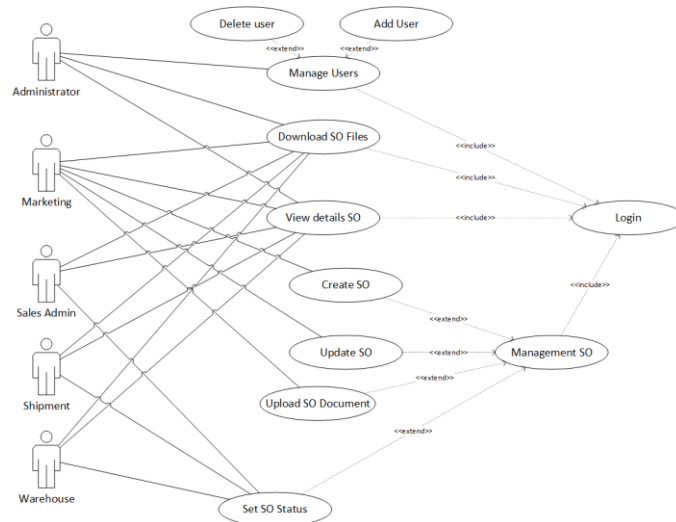 Delete user
Add User
<<extend>>
<<extend>>
Manage Users
Administrator
Download SO Files
<<include>>
<<include>>
Marketing
View details SO
<<include>>
Login
Create SO
<<include>>
Sales Admin
<<extend>>
Update SO
<<extend>>
Management SO
<<extend>>
Shipment
Upload SO Document
<<extend>>
Warehouse
Set SO Status